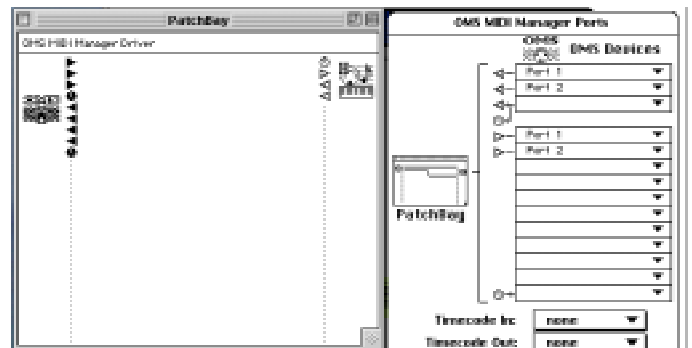 PatchBay
OMS MIDI Manager Driver
OMS MIDI Manager Ports
OMS
OMS Devices
Port 1
Port 2
Port 1
Port 2
PatchBay
Timecode In: none
Timecode Out: none